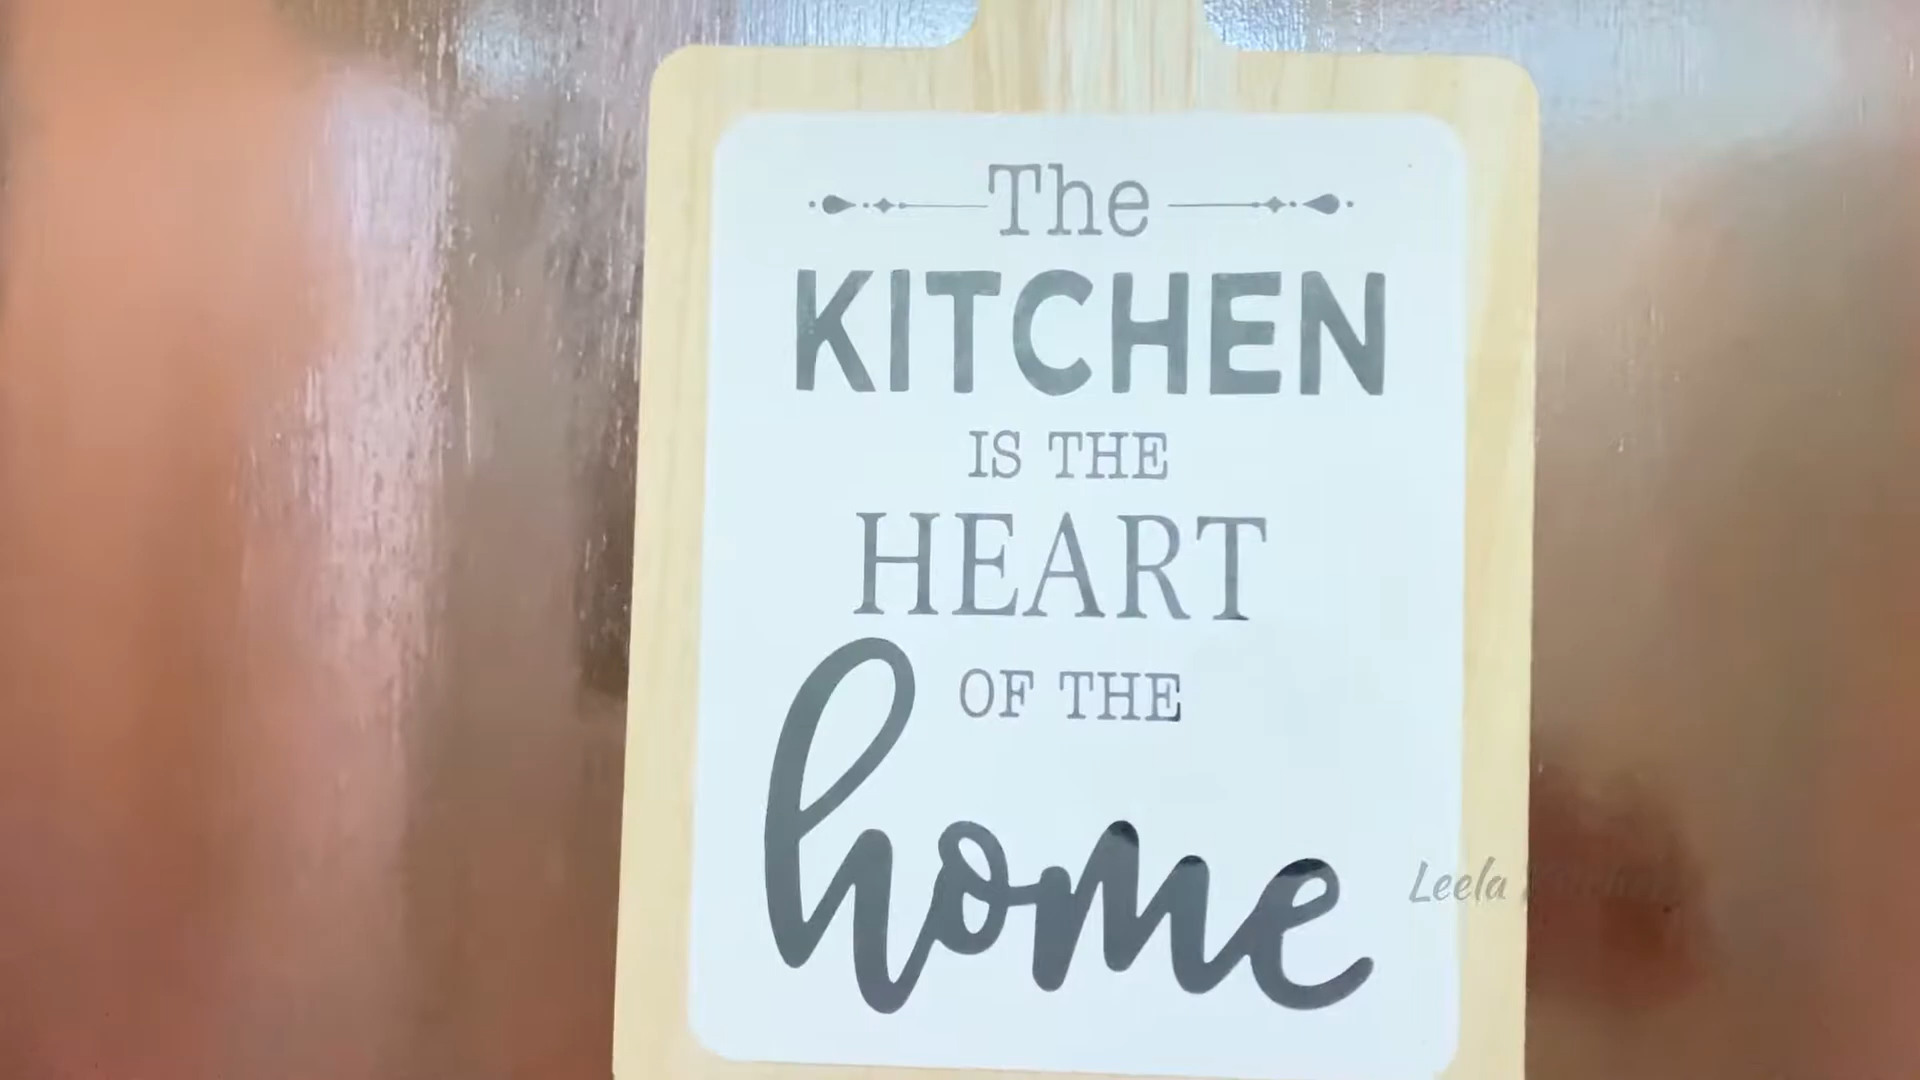 The
KITCHEN
IS THE
HEART
OF THE
home
Leela